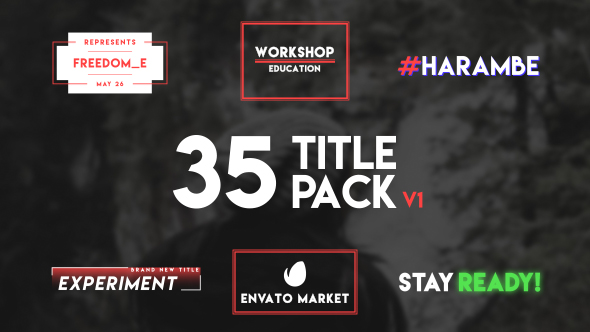 REPRESENTS
FREEDOM_E
MAY 26
WORKSHOP
EDUCATION
#HARAMBE
35 TITLE
PACK V1
BRAND NEW TITLE
EXPERIMENT
ENVATO MARKET
STAY READY!